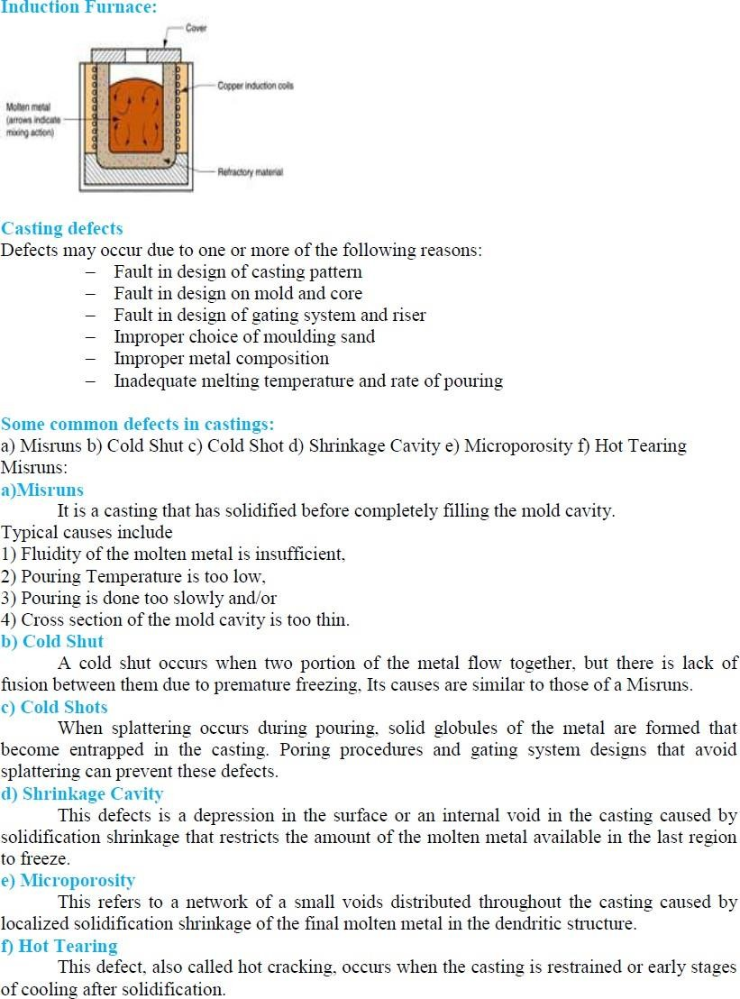 Induction Furnace:
Cover
Copper induction coils
Molten metal
(arrows indicate
mixing action)
Refractory material
Casting defects
Defects may occur due to one or more of the following reasons:
– Fault in design of casting pattern
– Fault in design on mold and core
– Fault in design of gating system and riser
– Improper choice of moulding sand
– Improper metal composition
– Inadequate melting temperature and rate of pouring
Some common defects in castings:
a) Misruns b) Cold Shut c) Cold Shot d) Shrinkage Cavity e) Microporosity f) Hot Tearing
Misruns:
a)Misruns
It is a casting that has solidified before completely filling the mold cavity.
Typical causes include
1) Fluidity of the molten metal is insufficient,
2) Pouring Temperature is too low,
3) Pouring is done too slowly and/or
4) Cross section of the mold cavity is too thin.
b) Cold Shut
A cold shut occurs when two portion of the metal flow together, but there is lack of
fusion between them due to premature freezing, Its causes are similar to those of a Misruns.
c) Cold Shots
When splattering occurs during pouring, solid globules of the metal are formed that
become entrapped in the casting. Poring procedures and gating system designs that avoid
splattering can prevent these defects.
d) Shrinkage Cavity
This defects is a depression in the surface or an internal void in the casting caused by
solidification shrinkage that restricts the amount of the molten metal available in the last region
to freeze.
e) Microporosity
This refers to a network of a small voids distributed throughout the casting caused by
localized solidification shrinkage of the final molten metal in the dendritic structure.
f) Hot Tearing
This defect, also called hot cracking, occurs when the casting is restrained or early stages
of cooling after solidification.